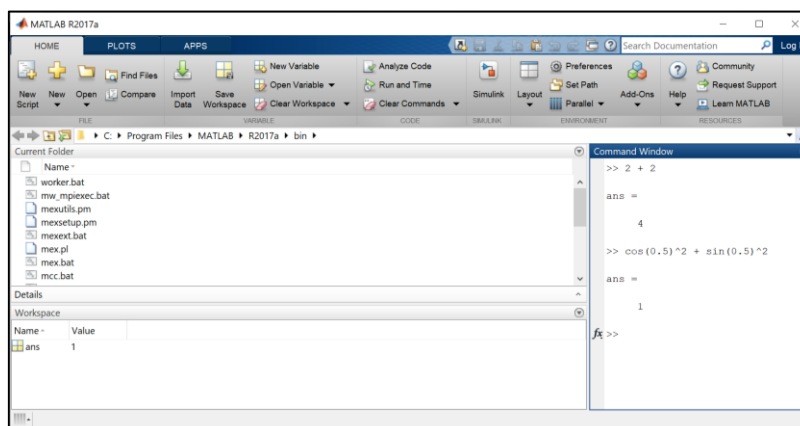 MATLAB R2017a
HOME PLOTS APPS
Search Documentation
Log
New Script
New
Open
Find Files
Compare
Import Data
Save Workspace
New Variable
Open Variable
Clear Workspace
Analyze Code
Run and Time
Clear Commands
Simulink
Layout
Preferences
Set Path
Parallel
Add-Ons
Help
Community
Request Support
Learn MATLAB
FILE VARIABLE CODE SIMULINK ENVIRONMENT RESOURCES
C: Program Files MATLAB R2017a bin
Current Folder
Name
worker.bat
mw_mpiexec.bat
mexutils.pm
mexsetup.pm
mexext.bat
mex.pl
mex.bat
mcc.bat
Details
Workspace
Name Value
ans 1
Command Window
>> 2 + 2
ans =
4
>> cos(0.5)^2 + sin(0.5)^2
ans =
1
fx >>